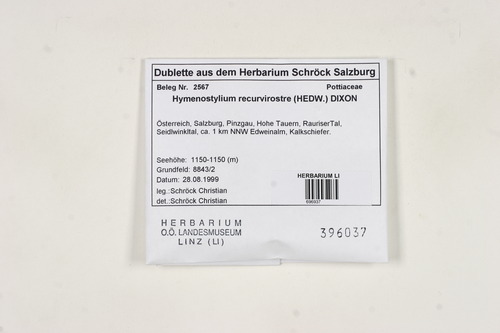 Dublette aus dem Herbarium Schröck Salzburg
Beleg Nr. 2567 Pottiaceae
Hymenostylium recurvirostre (HEDW.) DIXON
Österreich, Salzburg, Pinzgau, Hohe Tauern, RauriserTal,
Seidlwinkltal, ca. 1 km NNW Edweinalm, Kalkschiefer.
Seehöhe: 1150-1150 (m)
Grundfeld: 8843/2
Datum: 28.08.1999
leg.:Schröck Christian
det.:Schröck Christian
HERBARIUM LI
396037
HERBARIUM
O.Ö. LANDESMUSEUM
LINZ (LI)
396037